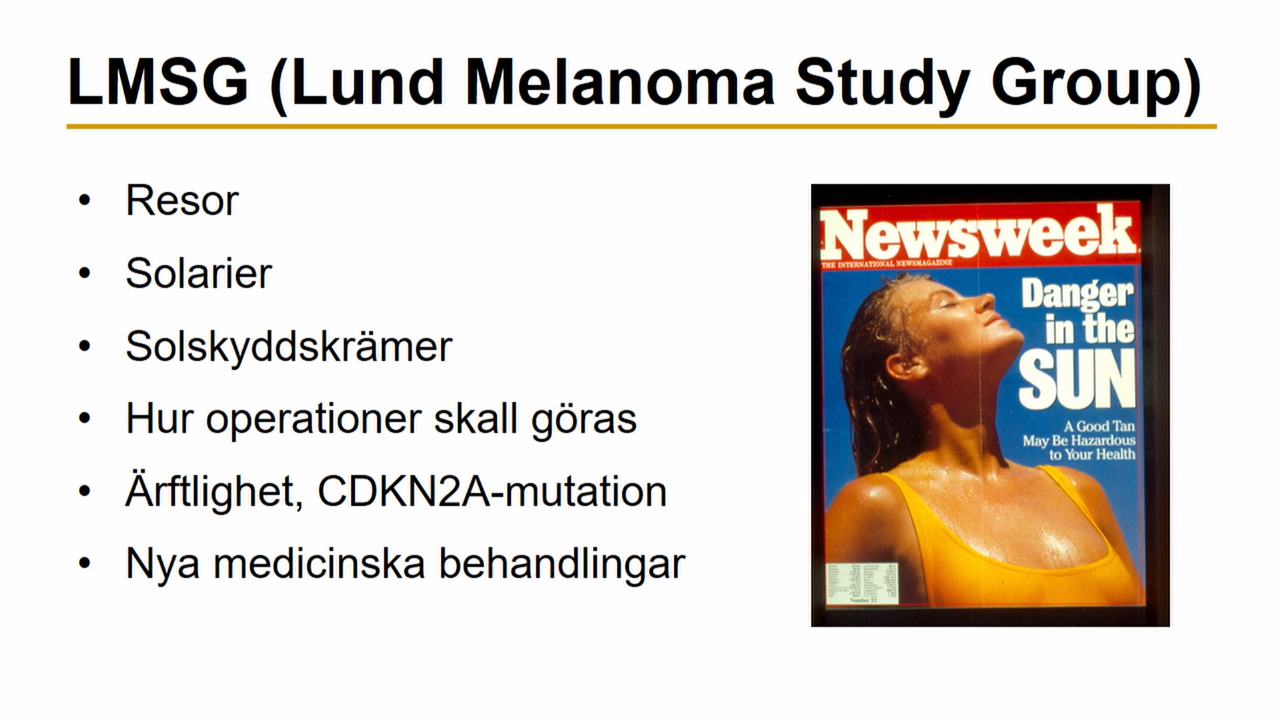 LMSG (Lund Melanoma Study Group)
• Resor
• Solarier
• Solskyddskrämer
• Hur operationer skall göras
• Ärftlighet, CDKN2A-mutation
• Nya medicinska behandlingar
Newsweek
THE INTERNATIONAL NEWSMAGAZINE
Danger
in the
SUN
A Good Tan
May Be Hazardous
to Your Health